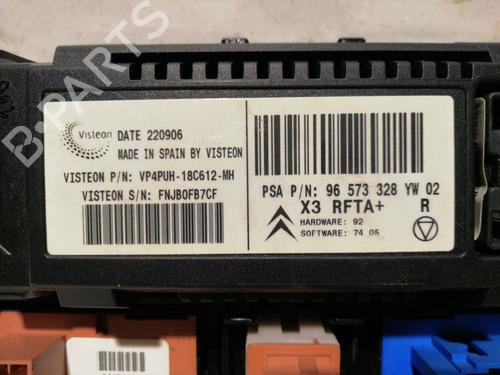 B-PARTS
Visteon
DATE 220906
MADE IN SPAIN BY VISTEON
VISTEON P/N: VP4PUH-18C612-MH
VISTEON S/N: FNJBOFB7CF
PSA P/N: 96 573 328 YW 02
X3 RFTA+ R
HARDWARE: 92
SOFTWARE: 74 05